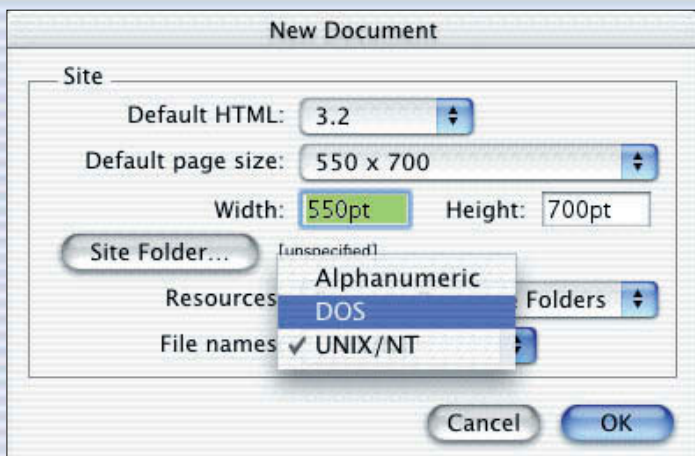 New Document
Site
Default HTML: 3.2
Default page size: 550 x 700
Width: 550pt Height: 700pt
Site Folder... [unspecified]
Alphanumeric
Resources Folders
DOS
File names ✓ UNIX/NT
Cancel OK